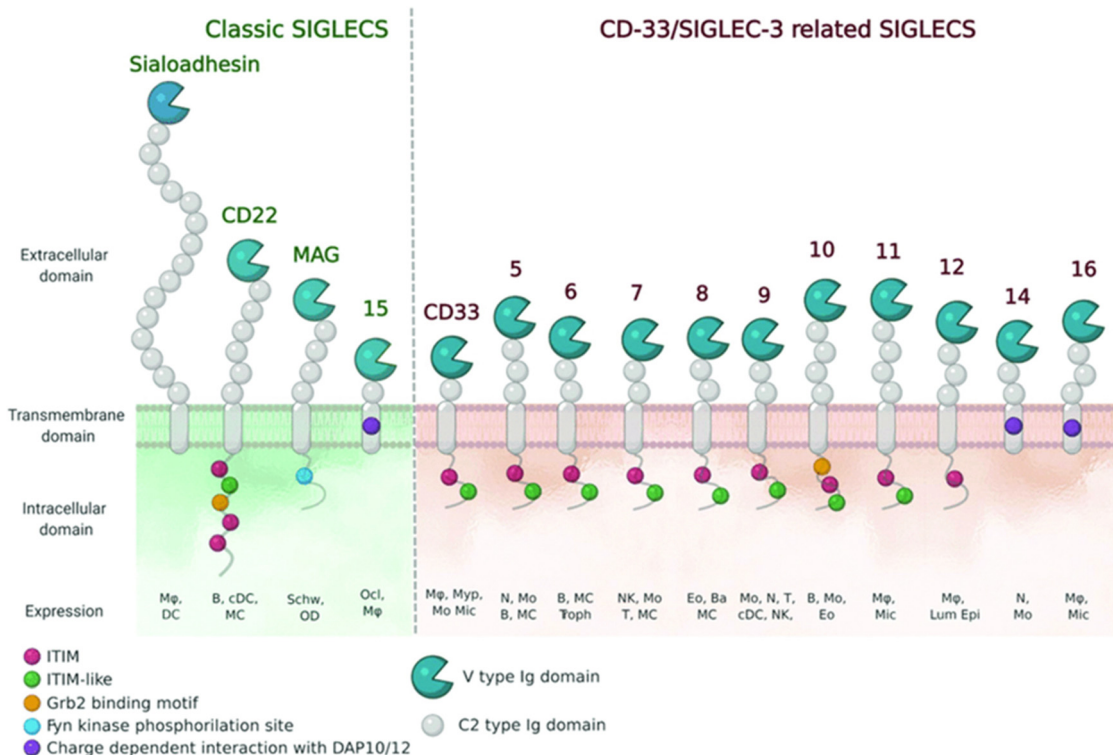 Classic SIGLECS
CD-33/SIGLEC-3 related SIGLECS
Sialoadhesin
CD22
MAG
15
CD33
5
6
7
8
9
10
11
12
14
16
Extracellular
domain
Transmembrane
domain
Intracellular
domain
Expression
Mφ,
DC
B, cDC,
MC
Schw,
OD
Ocl,
Mφ
Mφ, Myp,
Mo Mic
N, Mo
B, MC
B, MC
Troph
NK, Mo
T, MC
Eo, Ba
MC
Mo, N, T,
cDC, NK,
B, Mo,
Eo
Mφ,
Mic
Mφ,
Lum Epi
N,
Mo
Mφ,
Mic
ITIM
ITIM-like
Grb2 binding motif
Fyn kinase phosphorilation site
Charge dependent interaction with DAP10/12
V type Ig domain
C2 type Ig domain